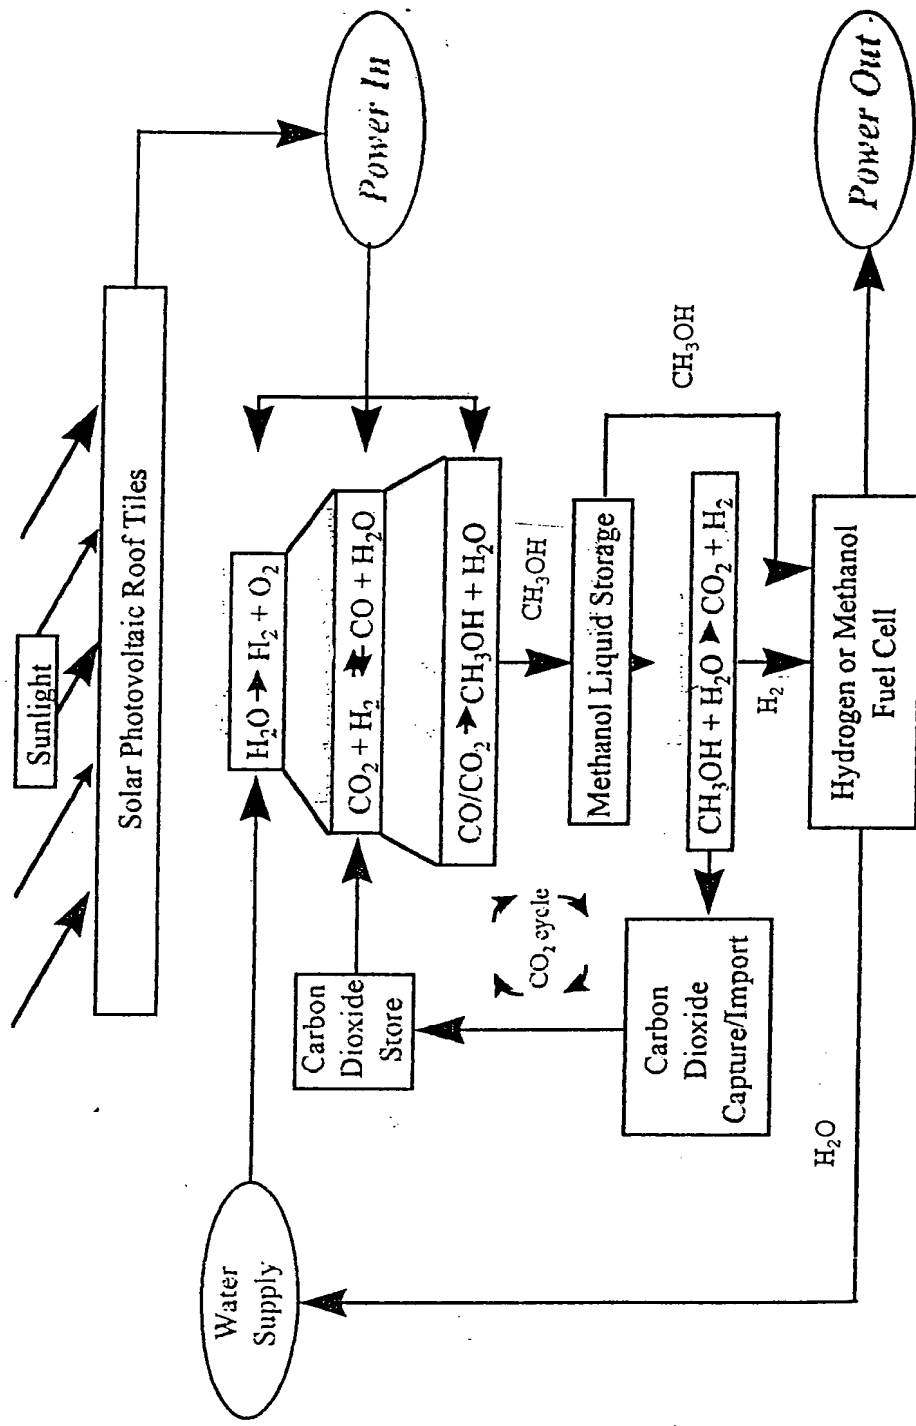 Sunlight
Solar Photovoltaic Roof Tiles
Power In
Water
Supply
H₂O → H₂ + O₂
Carbon
Dioxide
Store
CO₂ + H₂ ⇌ CO + H₂O
CO/CO₂ → CH₃OH + H₂O
CO₂ cycle
CH₃OH
Methanol Liquid Storage
CH₃OH
Carbon
Dioxide
Capture/Import
CH₃OH + H₂O ➤ CO₂ + H₂
H₂
H₂O
Hydrogen or Methanol
Fuel Cell
Power Out